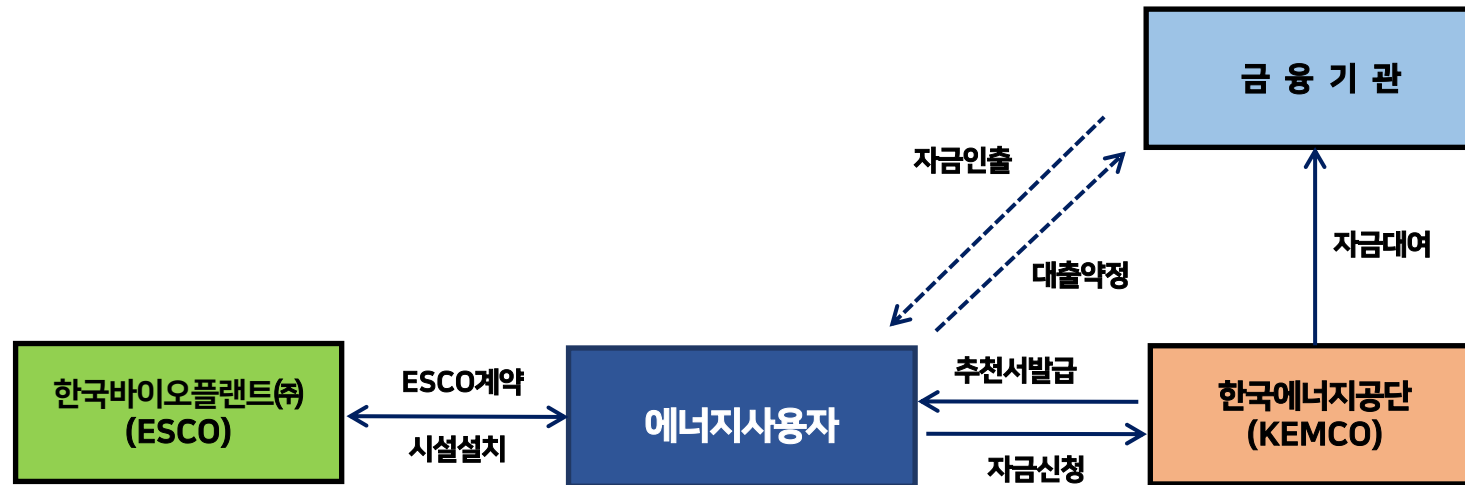 금 융 기 관
자금인출
자금대여
대출약정
ESCO계약
시설설치
한국바이오플랜트㈜
(ESCO)
에너지사용자
추천서발급
자금신청
한국에너지공단
(KEMCO)